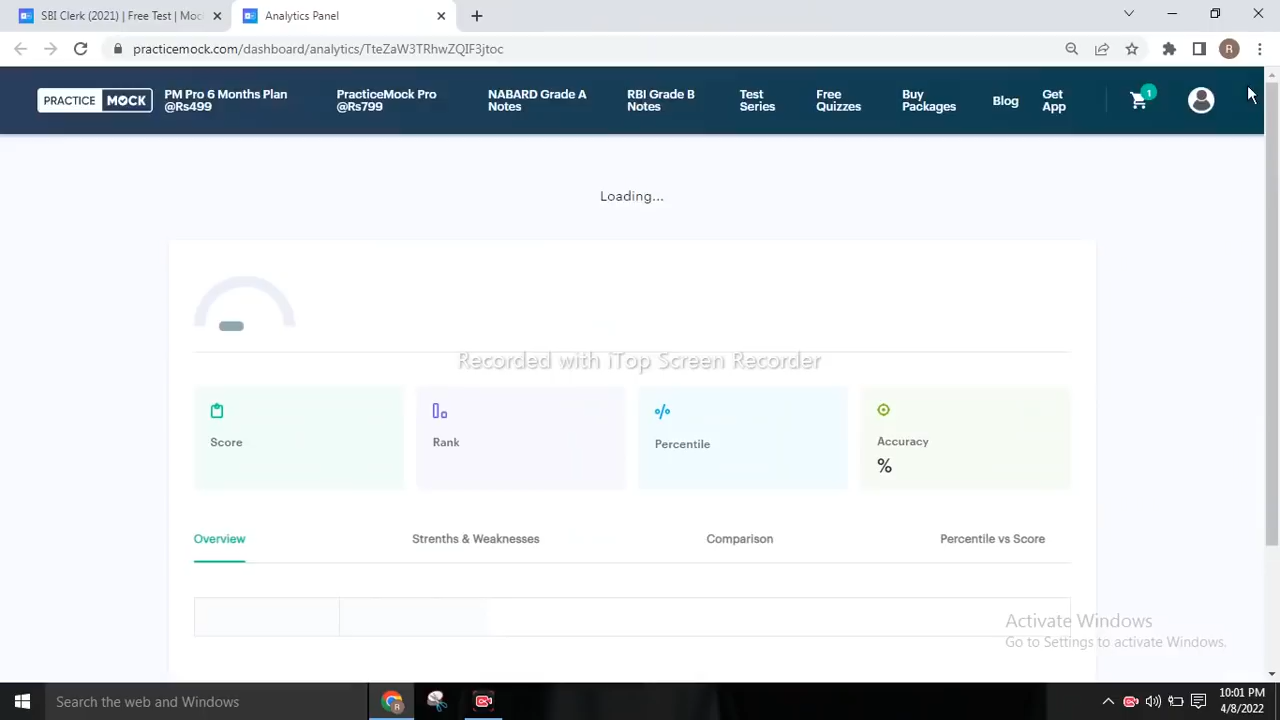 SBI Clerk (2021) | Free Test | Moc
Analytics Panel
practicemock.com/dashboard/analytics/TteZaW3TRhwZQIF3jtoc
R
PRACTICE MOCK
PM Pro 6 Months Plan
@Rs499
PracticeMock Pro
@Rs799
NABARD Grade A
Notes
RBI Grade B
Notes
Test
Series
Free
Quizzes
Buy
Packages
Blog
Get
App
1
Loading...
Recorded with iTop Screen Recorder
Score
Rank
Percentile
Accuracy
%
Overview
Strenths & Weaknesses
Comparison
Percentile vs Score
Activate Windows
Go to Settings to activate Windows.
Search the web and Windows
10:01 PM
4/8/2022